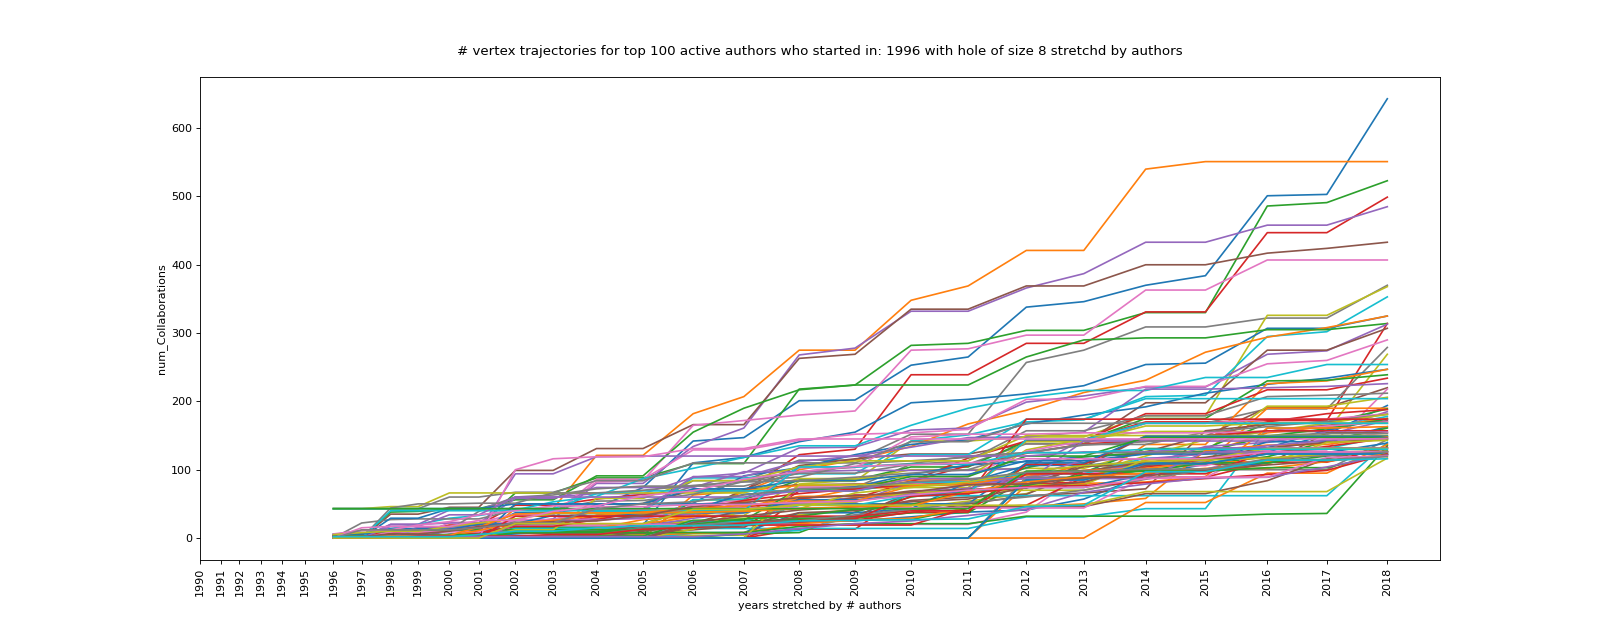 # vertex trajectories for top 100 active authors who started in: 1996 with hole of size 8 stretchd by authors
num_Collaborations
600
500
400
300
200
100
0
1990 1991 1992 1993 1994 1995 1996 1997 1998 1999 2000 2001 2002 2003 2004 2005 2006 2007 2008 2009 2010 2011 2012 2013 2014 2015 2016 2017 2018
years stretched by # authors